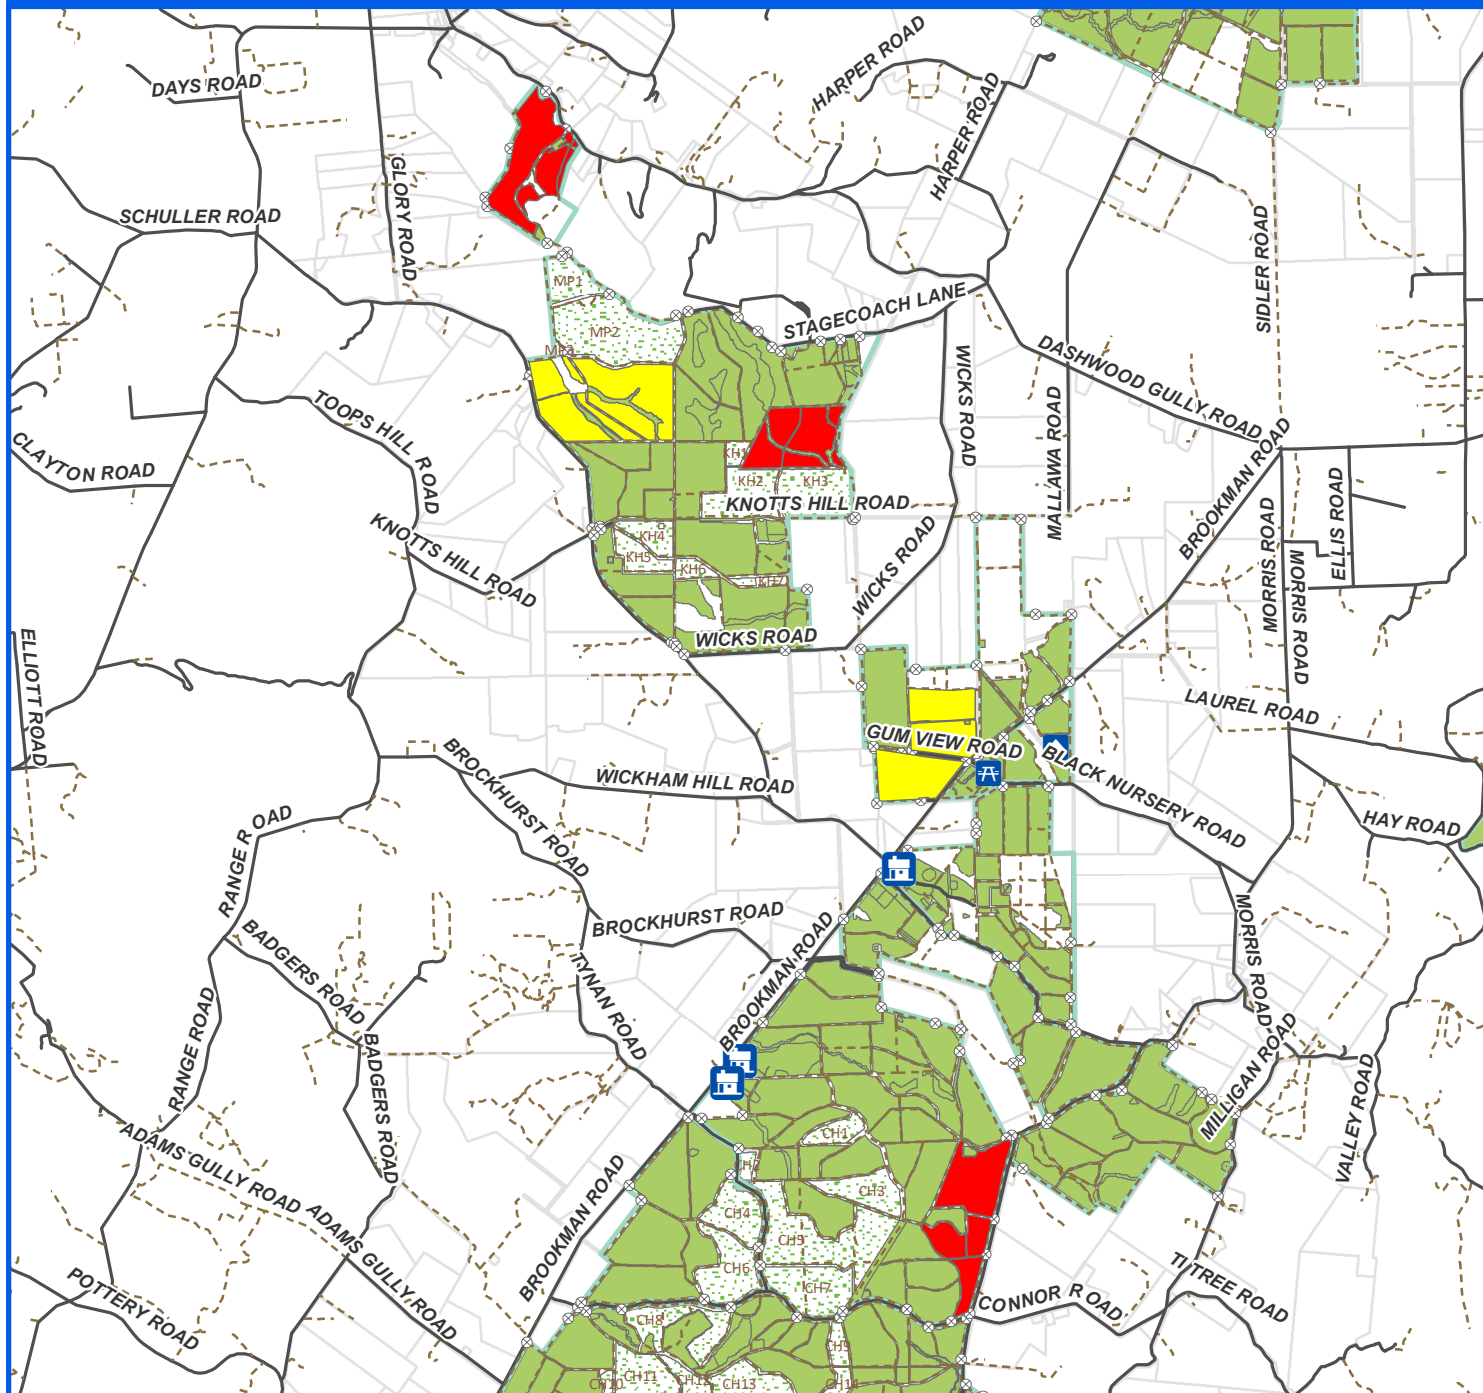 HARPER ROAD
DAYS ROAD
HARPER ROAD
GLORY ROAD
SCHULLER ROAD
SIDLER ROAD
MP1
STAGECOACH LANE
MP2
MP3
WICKS ROAD
DASHWOOD GULLY ROAD
MALLAWA ROAD
TOOPS HILL ROAD
CLAYTON ROAD
KH1
KH2
KH3
KNOTTS HILL ROAD
BROOKMAN ROAD
ELLIS ROAD
MORRIS ROAD
MORRIS ROAD
KNOTTS HILL ROAD
KH4
KH5
KH6
KH7
WICKS ROAD
WICKS ROAD
ELLIOTT ROAD
LAUREL ROAD
GUM VIEW ROAD
BLACK NURSERY ROAD
BROCKHURST ROAD
WICKHAM HILL ROAD
HAY ROAD
RANGE ROAD
BROCKHURST ROAD
BADGERS ROAD
TYNAN ROAD
BROOKMAN ROAD
MORRIS ROAD
RANGE ROAD
BADGERS ROAD
MILLIGAN ROAD
VALLEY ROAD
ADAMS GULLY ROAD
CH1
CH2
CH3
CH4
CH5
CH6
CH7
BROOKMAN ROAD
ADAMS GULLY ROAD
POTTERY ROAD
TI TREE ROAD
CONNOR ROAD
CH8
CH9
CH10
CH11
CH12
CH13
CH14